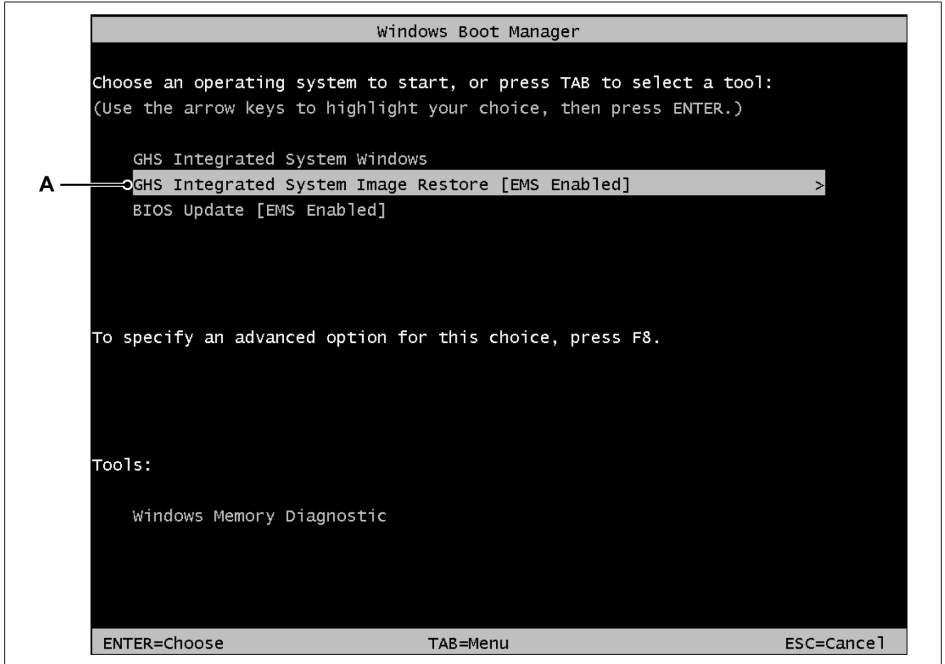 Windows Boot Manager
Choose an operating system to start, or press TAB to select a tool:
(Use the arrow keys to highlight your choice, then press ENTER.)
GHS Integrated System Windows
A GHS Integrated System Image Restore [EMS Enabled] >
BIOS Update [EMS Enabled]
To specify an advanced option for this choice, press F8.
Tools:
Windows Memory Diagnostic
ENTER=Choose TAB=Menu ESC=Cancel